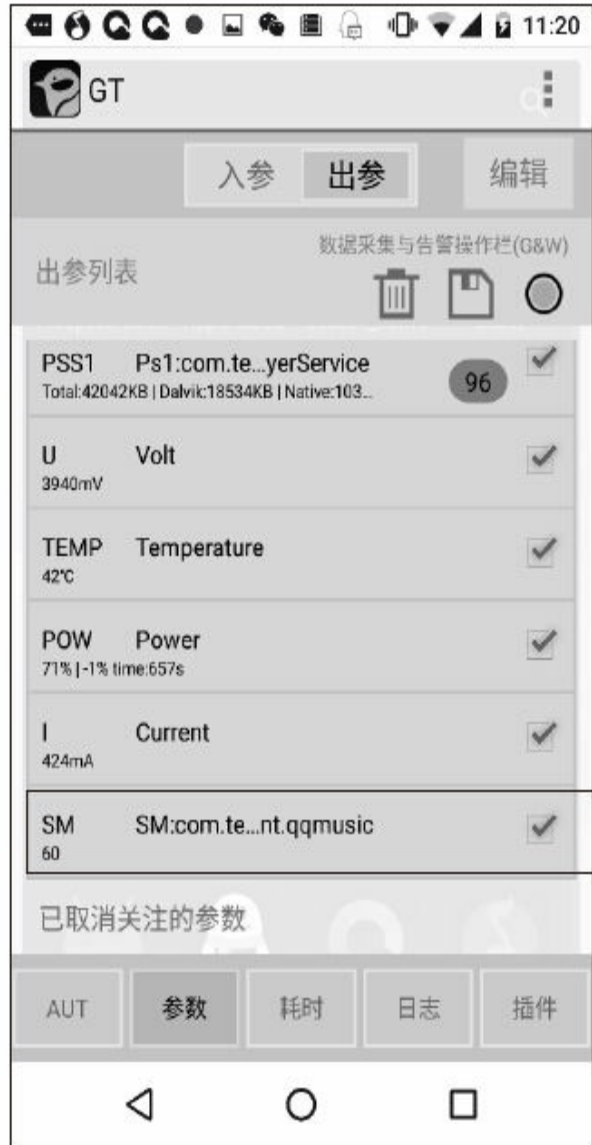 11:20
GT
入参 出参 编辑
数据采集与告警操作栏(G&W)
出参列表
PSS1 Ps1:com.te...yerService
Total:42042KB | Dalvik:18534KB | Native:103...
96
U Volt
3940mV
TEMP Temperature
42℃
POW Power
71% | -1% time:657s
I Current
424mA
SM SM:com.te...nt.qqmusic
60
已取消关注的参数
AUT 参数 耗时 日志 插件